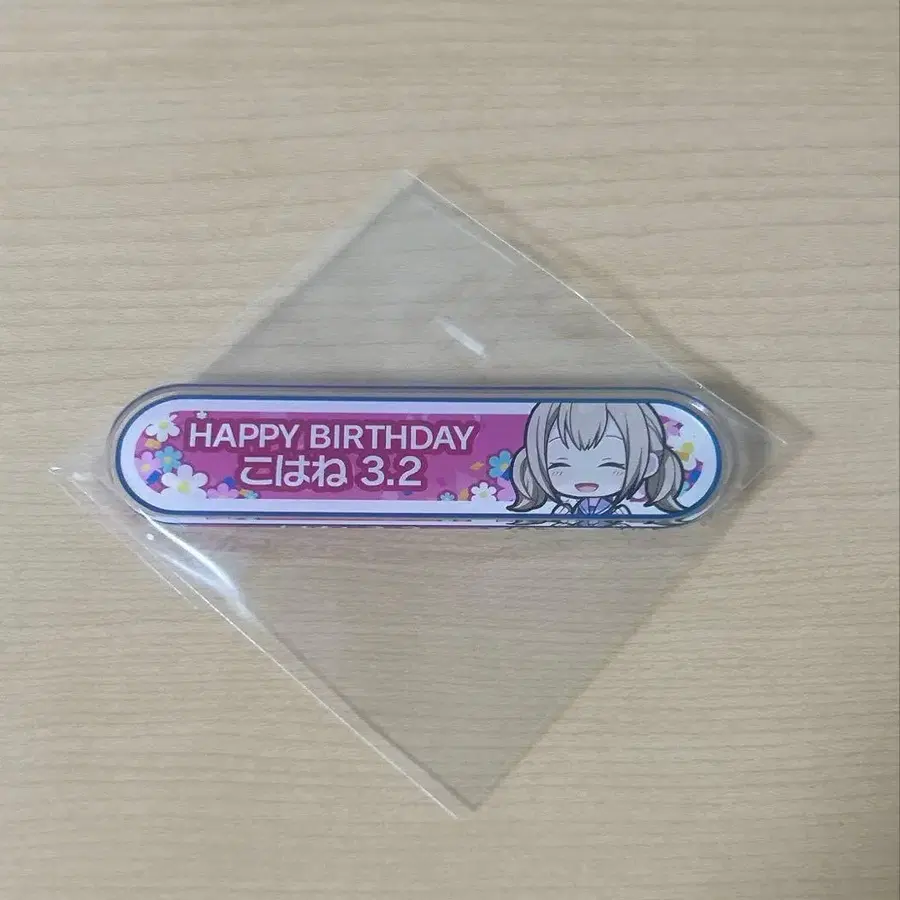 HAPPY BIRTHDAY
こはね 3.2